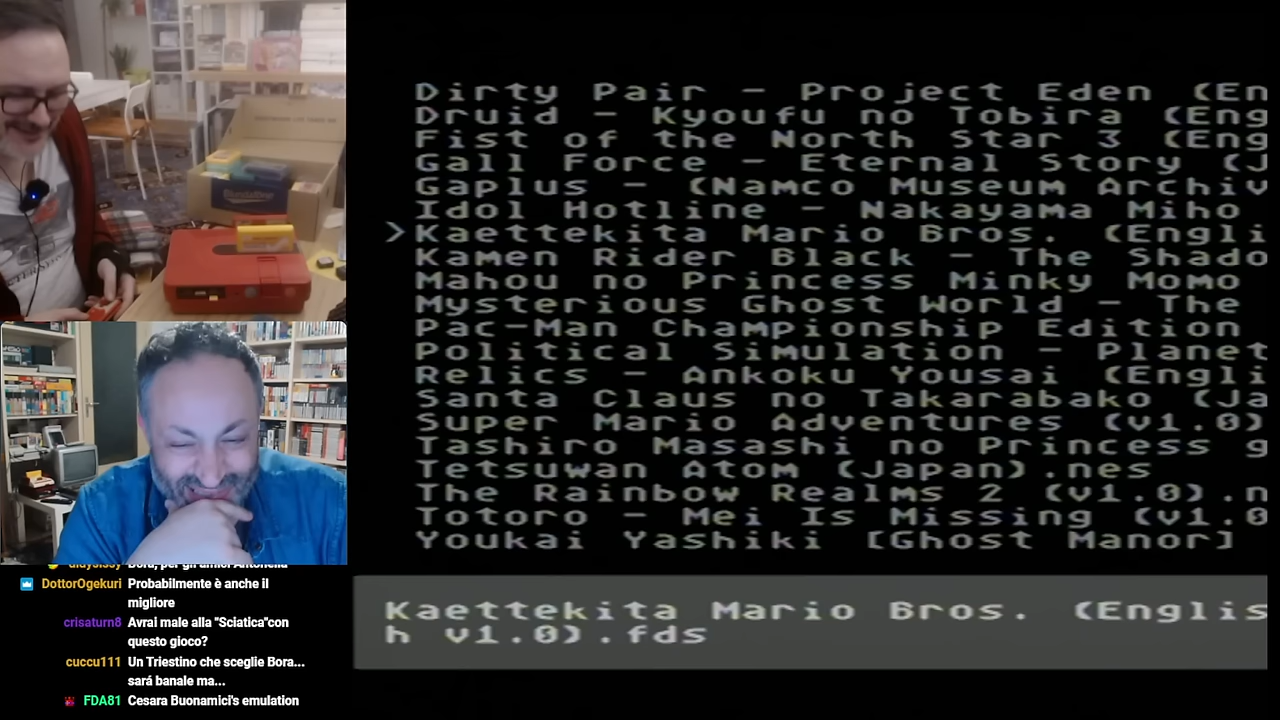 Dirty Pair - Project Eden (En
Druid - Kyoufu no Tobira (Eng
Fist of the North Star 3 (Eng
Gall Force - Eternal Story (J
Gaplus - (Namco Museum Archiv
Idol Hotline - Nakayama Miho
>Kaettekita Mario Bros. (Engli
Kamen Rider Black - The Shado
Mahou no Princess Minky Momo
Mysterious Ghost World - The
Pac-Man Championship Edition
Political Simulation - Planet
Relics - Ankoku Yousai (Engli
Santa Claus no Takarabako (Ja
Super Mario Adventures (v1.0)
Tashiro Masashi no Princess g
Tetsuwan Atom (Japan).nes
The Rainbow Realms 2 (v1.0).n
Totoro - Mei Is Missing (v1.0
Youkai Yashiki [Ghost Manor]
Kaettekita Mario Bros. (Englis
h v1.0).fds
Bora, per gli amici Antonella
DottorOgekuri Probabilmente è anche il
migliore
crisaturn8 Avrai male alla "Sciatica"con
questo gioco?
cuccu111 Un Triestino che sceglie Bora...
sará banale ma...
FDA81 Cesara Buonamici's emulation